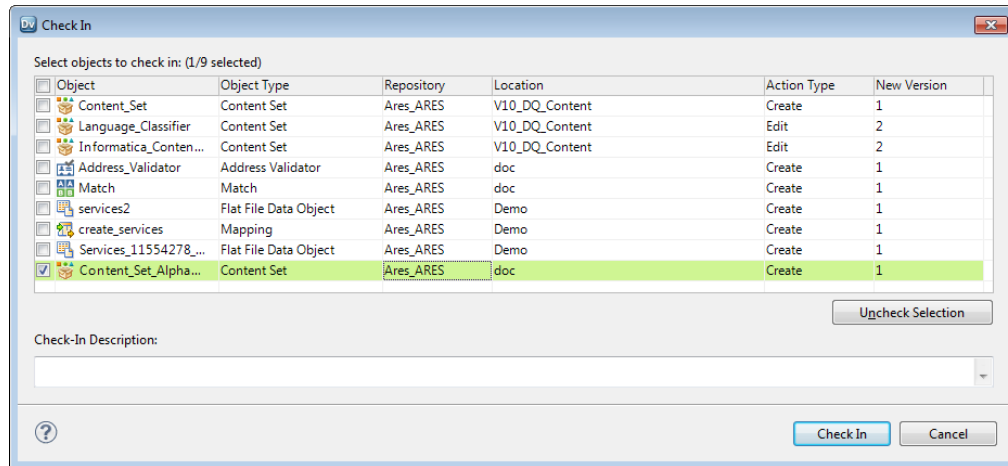 Dv Check In
Select objects to check in: (1/9 selected)
Object Object Type Repository Location Action Type New Version
Content_Set Content Set Ares_ARES V10_DQ_Content Create 1
Language_Classifier Content Set Ares_ARES V10_DQ_Content Edit 2
Informatica_Conten... Content Set Ares_ARES V10_DQ_Content Edit 2
Address_Validator Address Validator Ares_ARES doc Create 1
Match Match Ares_ARES doc Create 1
services2 Flat File Data Object Ares_ARES Demo Create 1
create_services Mapping Ares_ARES Demo Create 1
Services_11554278_... Flat File Data Object Ares_ARES Demo Create 1
Content_Set_Alpha... Content Set Ares_ARES doc Create 1
Uncheck Selection
Check-In Description:
? Check In Cancel